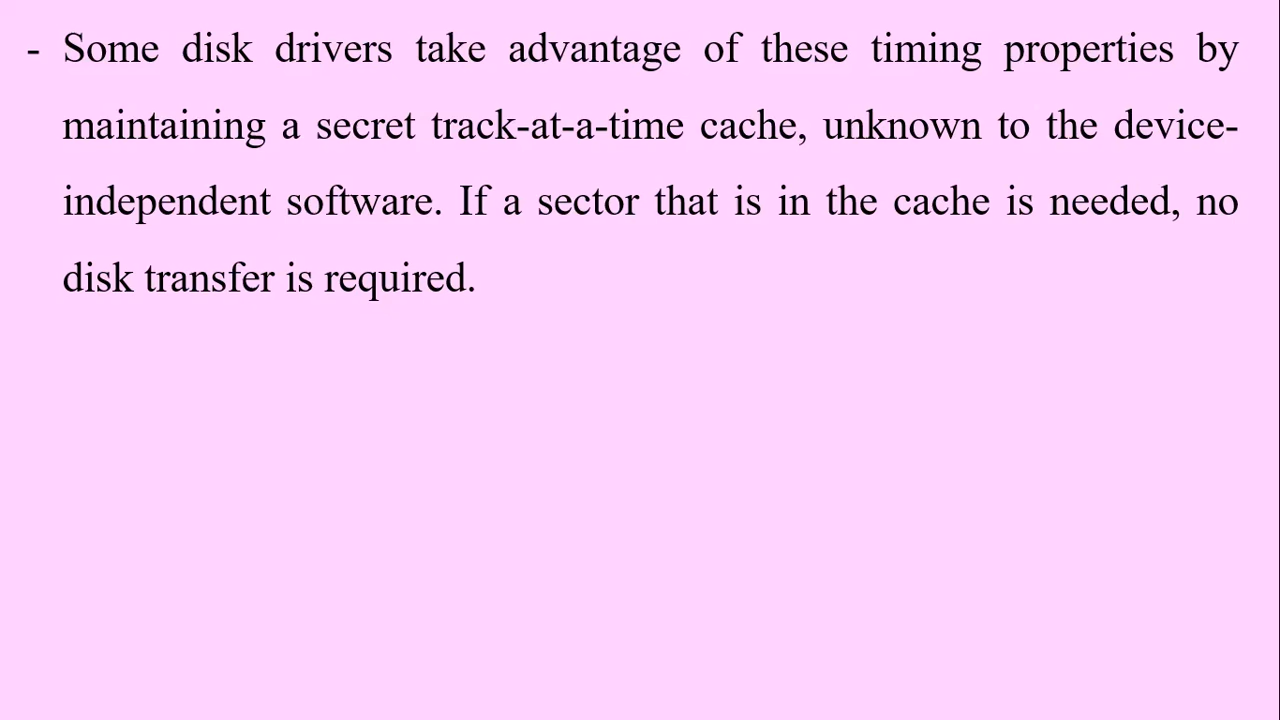 - Some disk drivers take advantage of these timing properties by
maintaining a secret track-at-a-time cache, unknown to the device-
independent software. If a sector that is in the cache is needed, no
disk transfer is required.